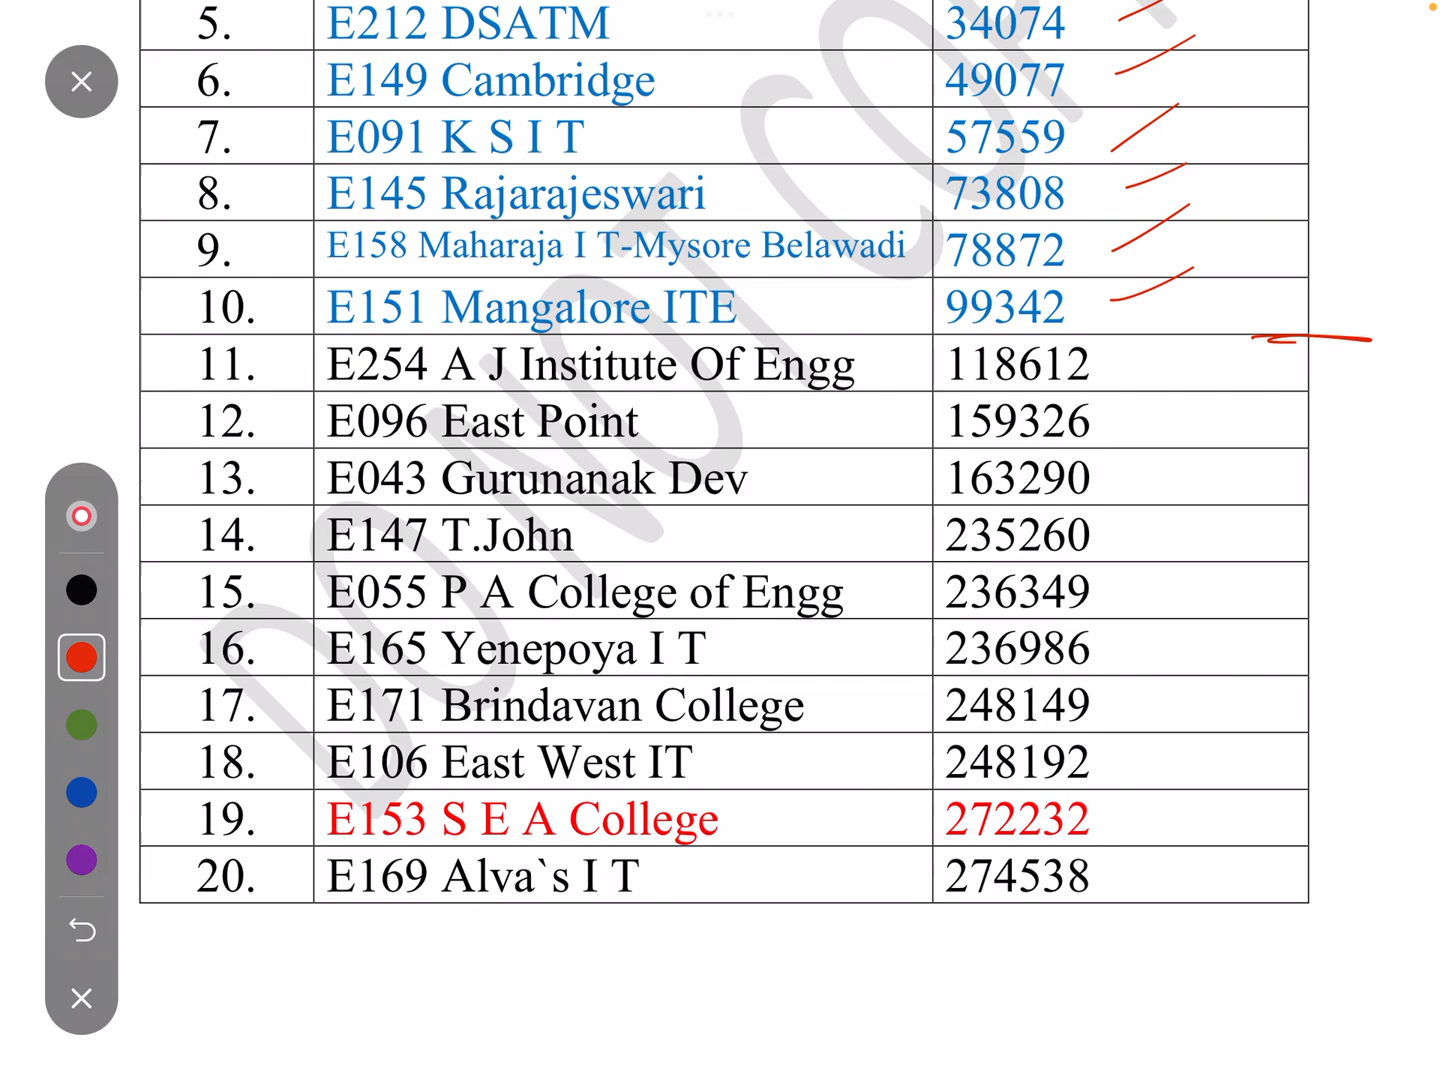 5. E212 DSATM 34074
6. E149 Cambridge 49077
7. E091 K S I T 57559
8. E145 Rajarajeswari 73808
9. E158 Maharaja I T-Mysore Belawadi 78872
10. E151 Mangalore ITE 99342
11. E254 A J Institute Of Engg 118612
12. E096 East Point 159326
13. E043 Gurunanak Dev 163290
14. E147 T.John 235260
15. E055 P A College of Engg 236349
16. E165 Yenepoya I T 236986
17. E171 Brindavan College 248149
18. E106 East West IT 248192
19. E153 S E A College 272232
20. E169 Alva`s I T 274538
DO NOT COP